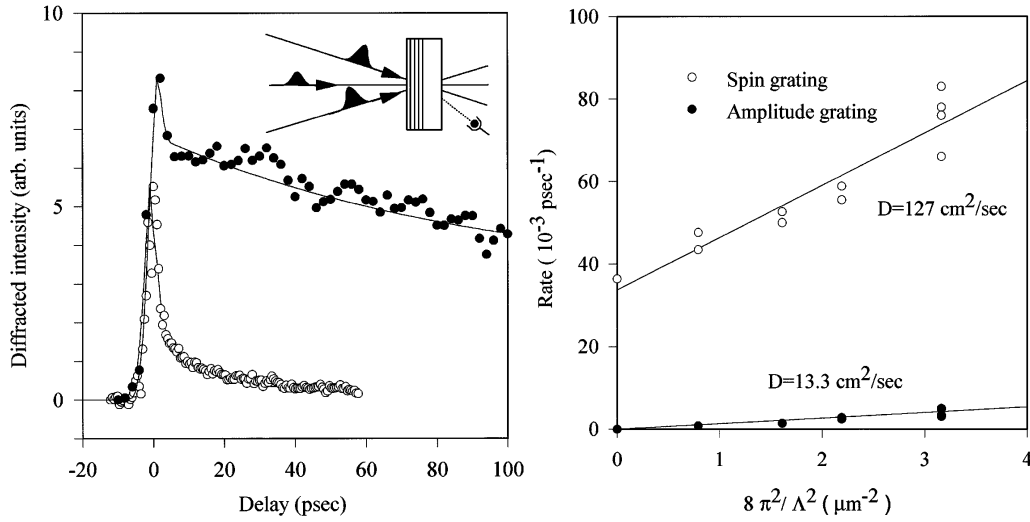 10
5
0
Diffracted intensity (arb. units)
-20
0
20
40
60
80
100
Delay (psec)
100
80
60
40
20
0
Rate ( 10⁻³ psec⁻¹)
Spin grating
Amplitude grating
D=127 cm²/sec
D=13.3 cm²/sec
0
1
2
3
4
8 π²/ Λ² ( μm⁻²)